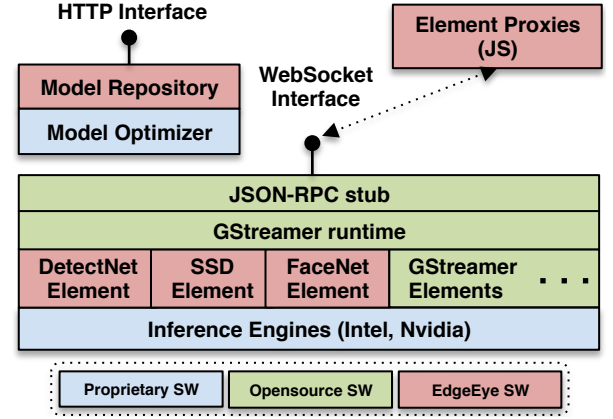 HTTP Interface
Element Proxies
(JS)
WebSocket
Interface
Model Repository
Model Optimizer
JSON-RPC stub
GStreamer runtime
DetectNet
Element
SSD
Element
FaceNet
Element
GStreamer
Elements
. . .
Inference Engines (Intel, Nvidia)
Proprietary SW
Opensource SW
EdgeEye SW